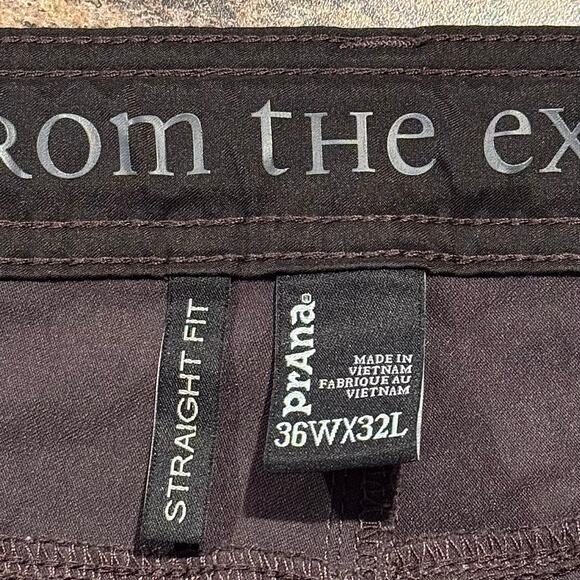 ROM THE EX
STRAIGHT FIT
prAna
MADE IN
VIETNAM
FABRIQUE AU
VIETNAM
36WX32L